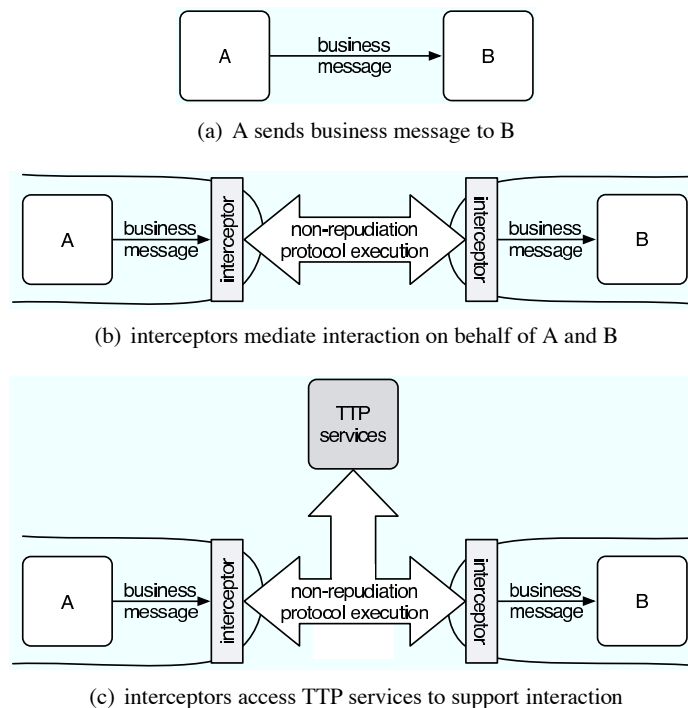 A
business
message
B
(a) A sends business message to B
A
business
message
interceptor
non-repudiation
protocol execution
interceptor
business
message
B
(b) interceptors mediate interaction on behalf of A and B
TTP
services
A
business
message
interceptor
non-repudiation
protocol execution
interceptor
business
message
B
(c) interceptors access TTP services to support interaction